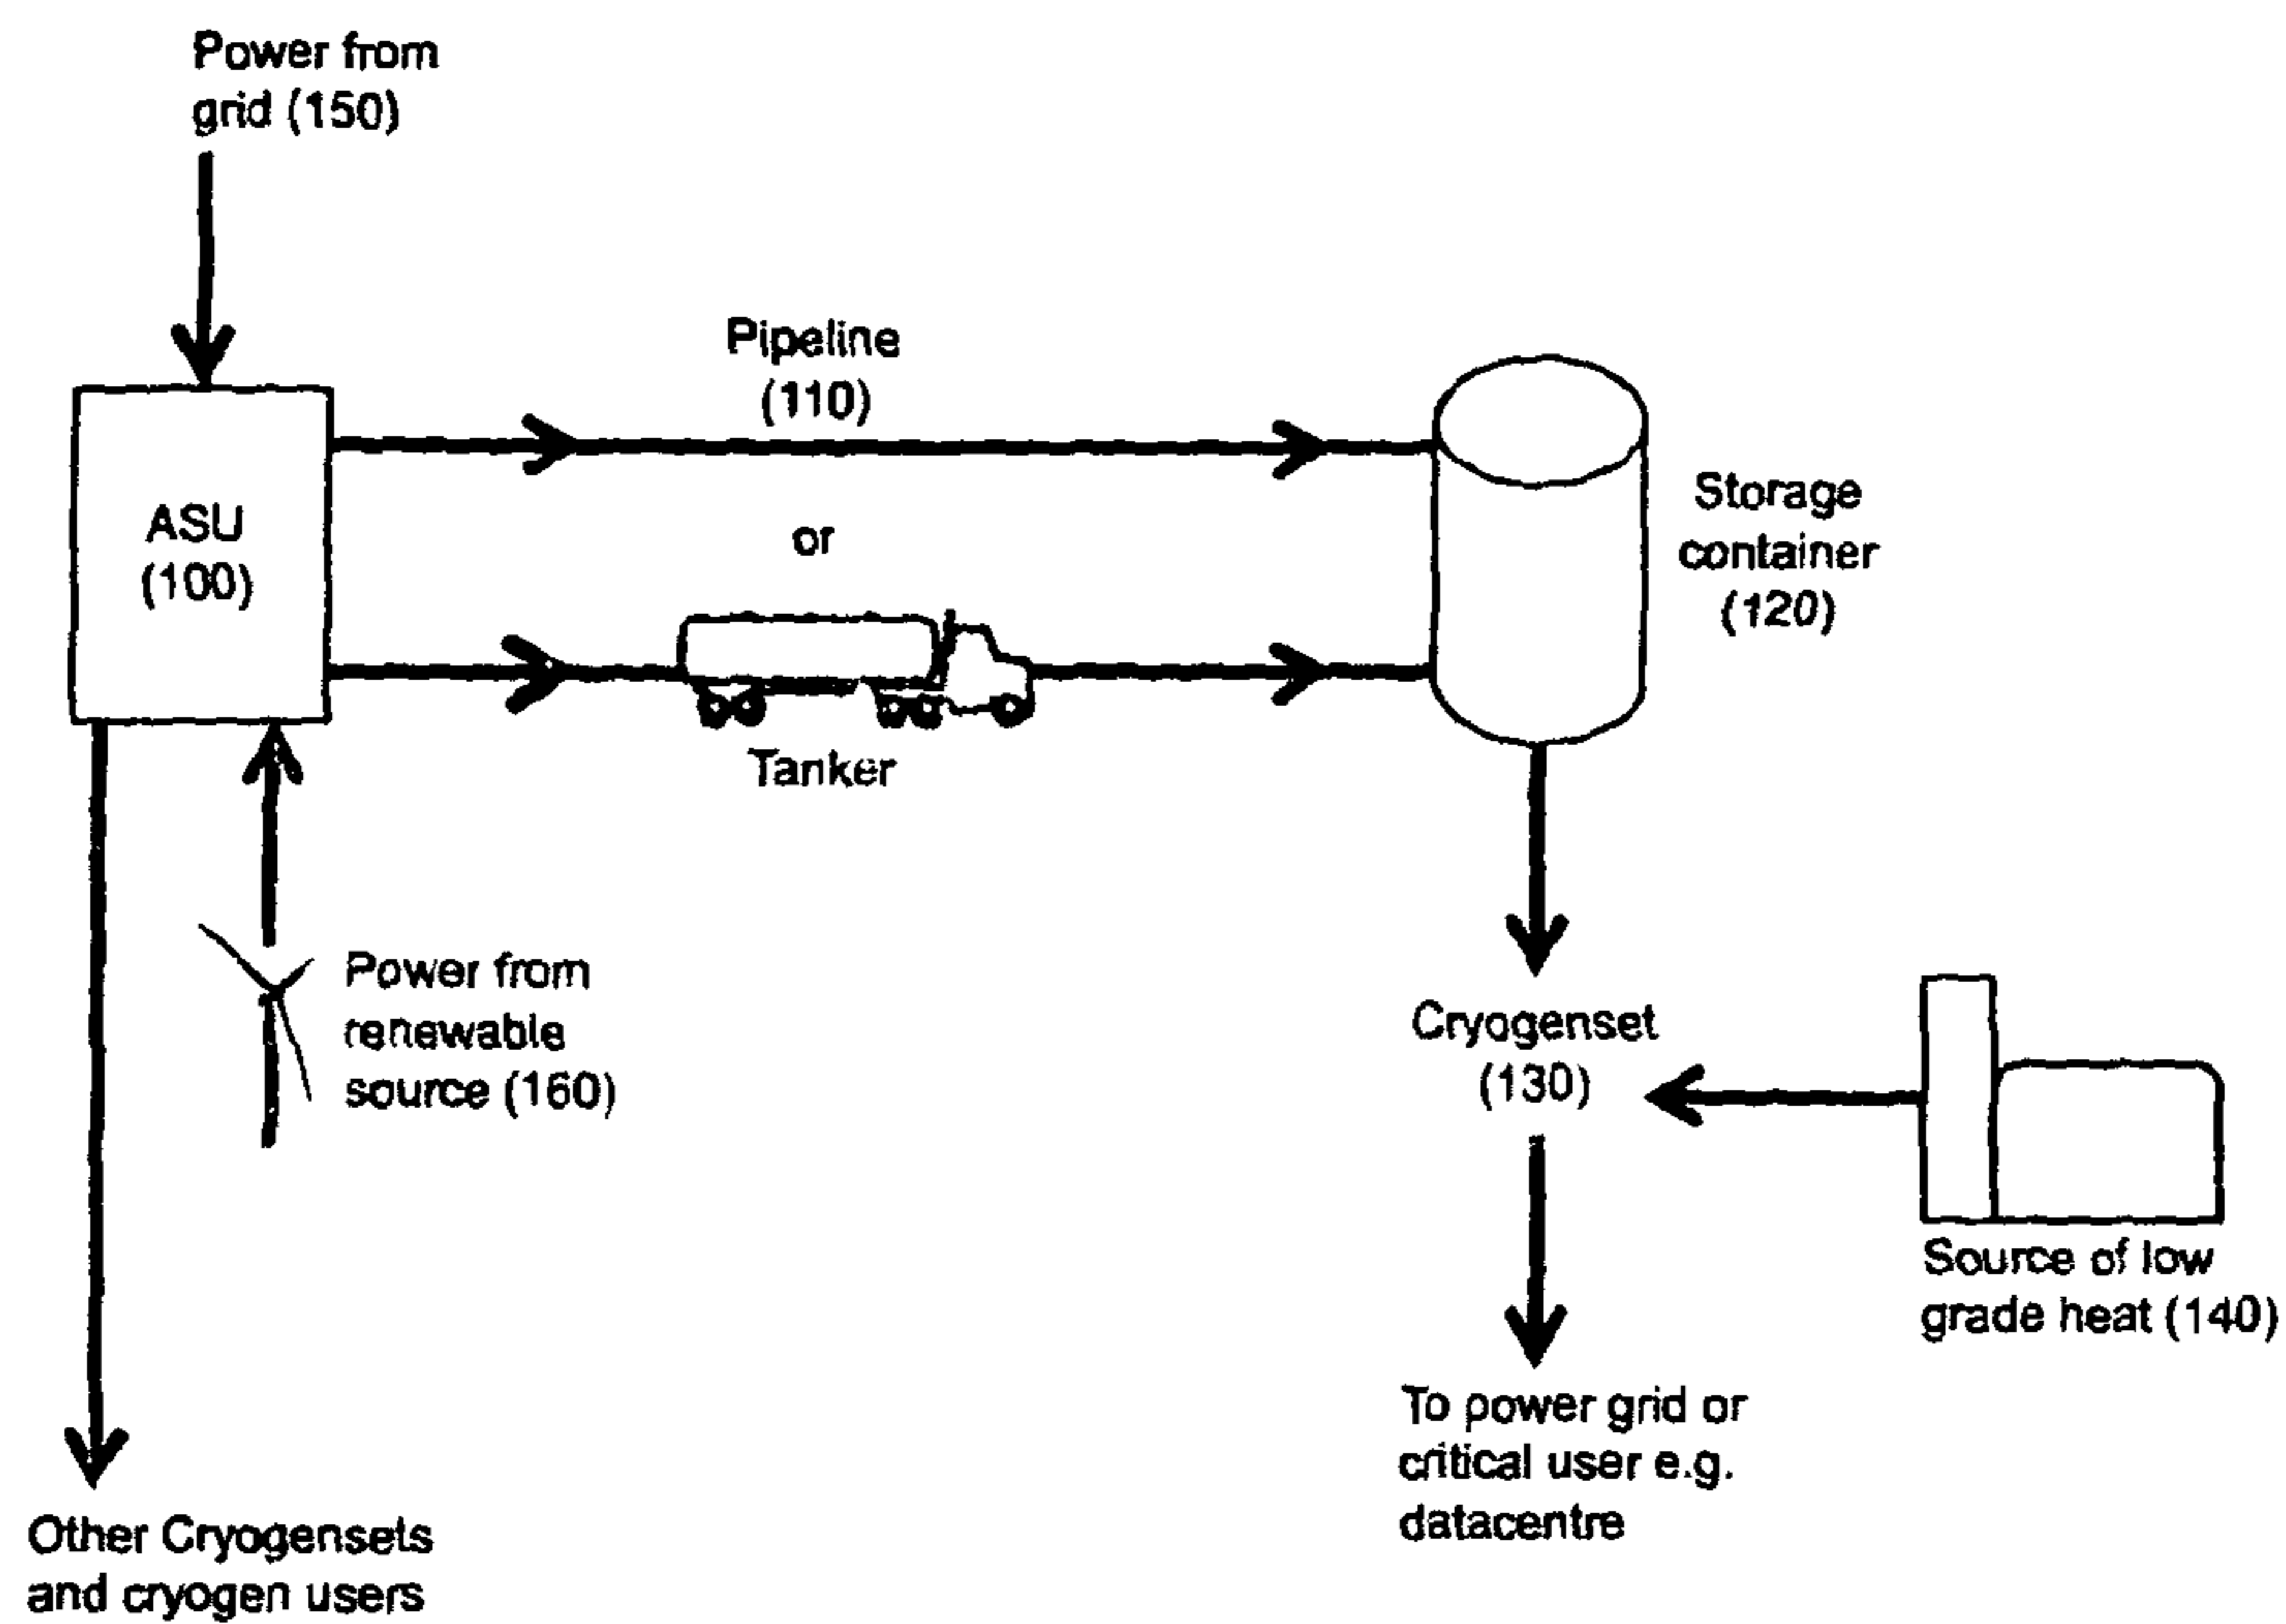 Power from
grid (150)
Pipeline
(110)
ASU
(100)
or
Storage
container
(120)
Tanker
Power from
renewable
source (160)
Cryogenset
(130)
Source of low
grade heat (140)
To power grid or
critical user e.g.
datacentre
Other Cryogensets
and cryogen users